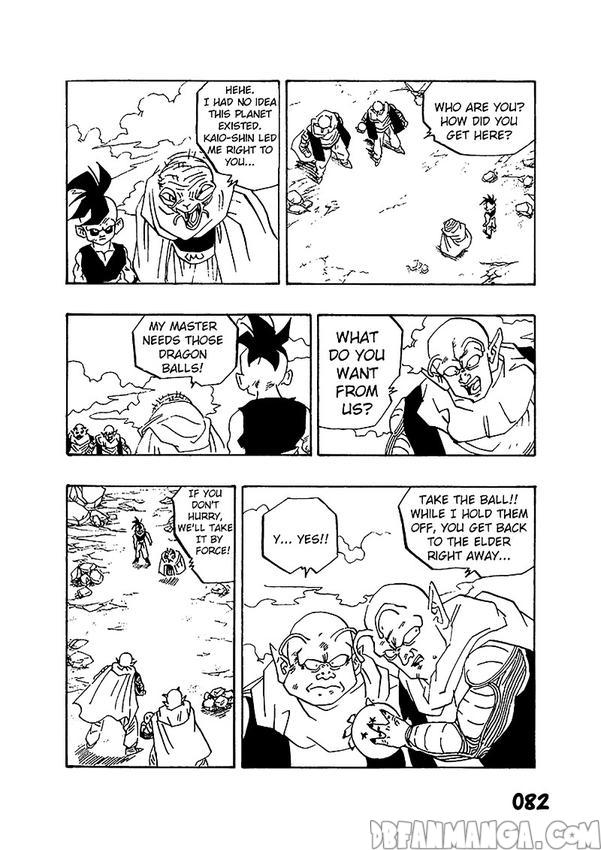 WHO ARE YOU?
HOW DID YOU
GET HERE?
HEHE.
I HAD NO IDEA
THIS PLANET
EXISTED.
KAIO-SHIN LED
ME RIGHT TO
YOU...
WHAT
DO YOU
WANT
FROM
US?
MY MASTER
NEEDS THOSE
DRAGON
BALLS!
TAKE THE BALL!!
WHILE I HOLD THEM
OFF, YOU GET BACK
TO THE ELDER
RIGHT AWAY...
Y... YES!!
IF YOU
DON'T
HURRY,
WE'LL TAKE
IT BY
FORCE!
082
DBFANMANGA.COM